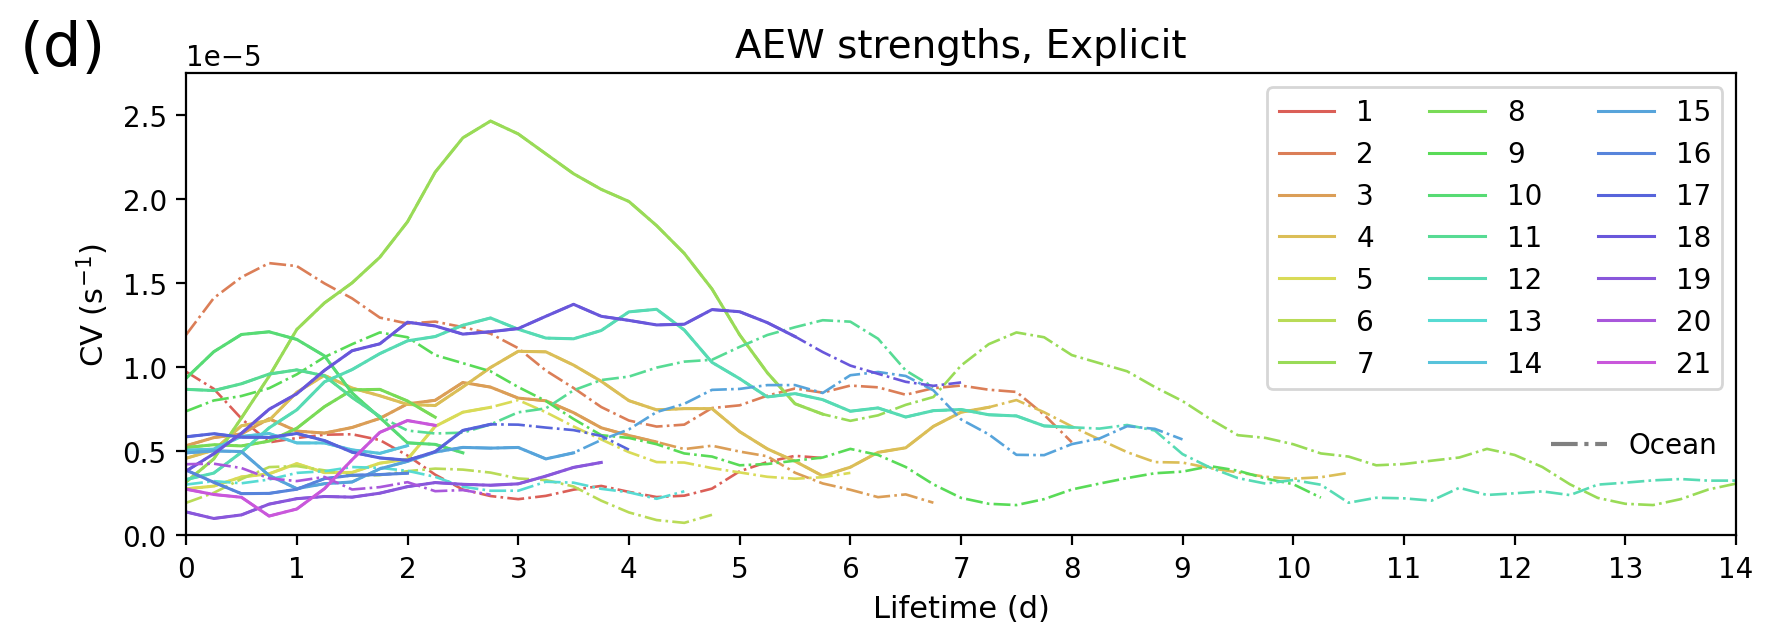 (d)
AEW strengths, Explicit
1e−5
CV (s⁻¹)
2.5
2.0
1.5
1.0
0.5
0.0
1 8 15
2 9 16
3 10 17
4 11 18
5 12 19
6 13 20
7 14 21
Ocean
0 1 2 3 4 5 6 7 8 9 10 11 12 13 14
Lifetime (d)